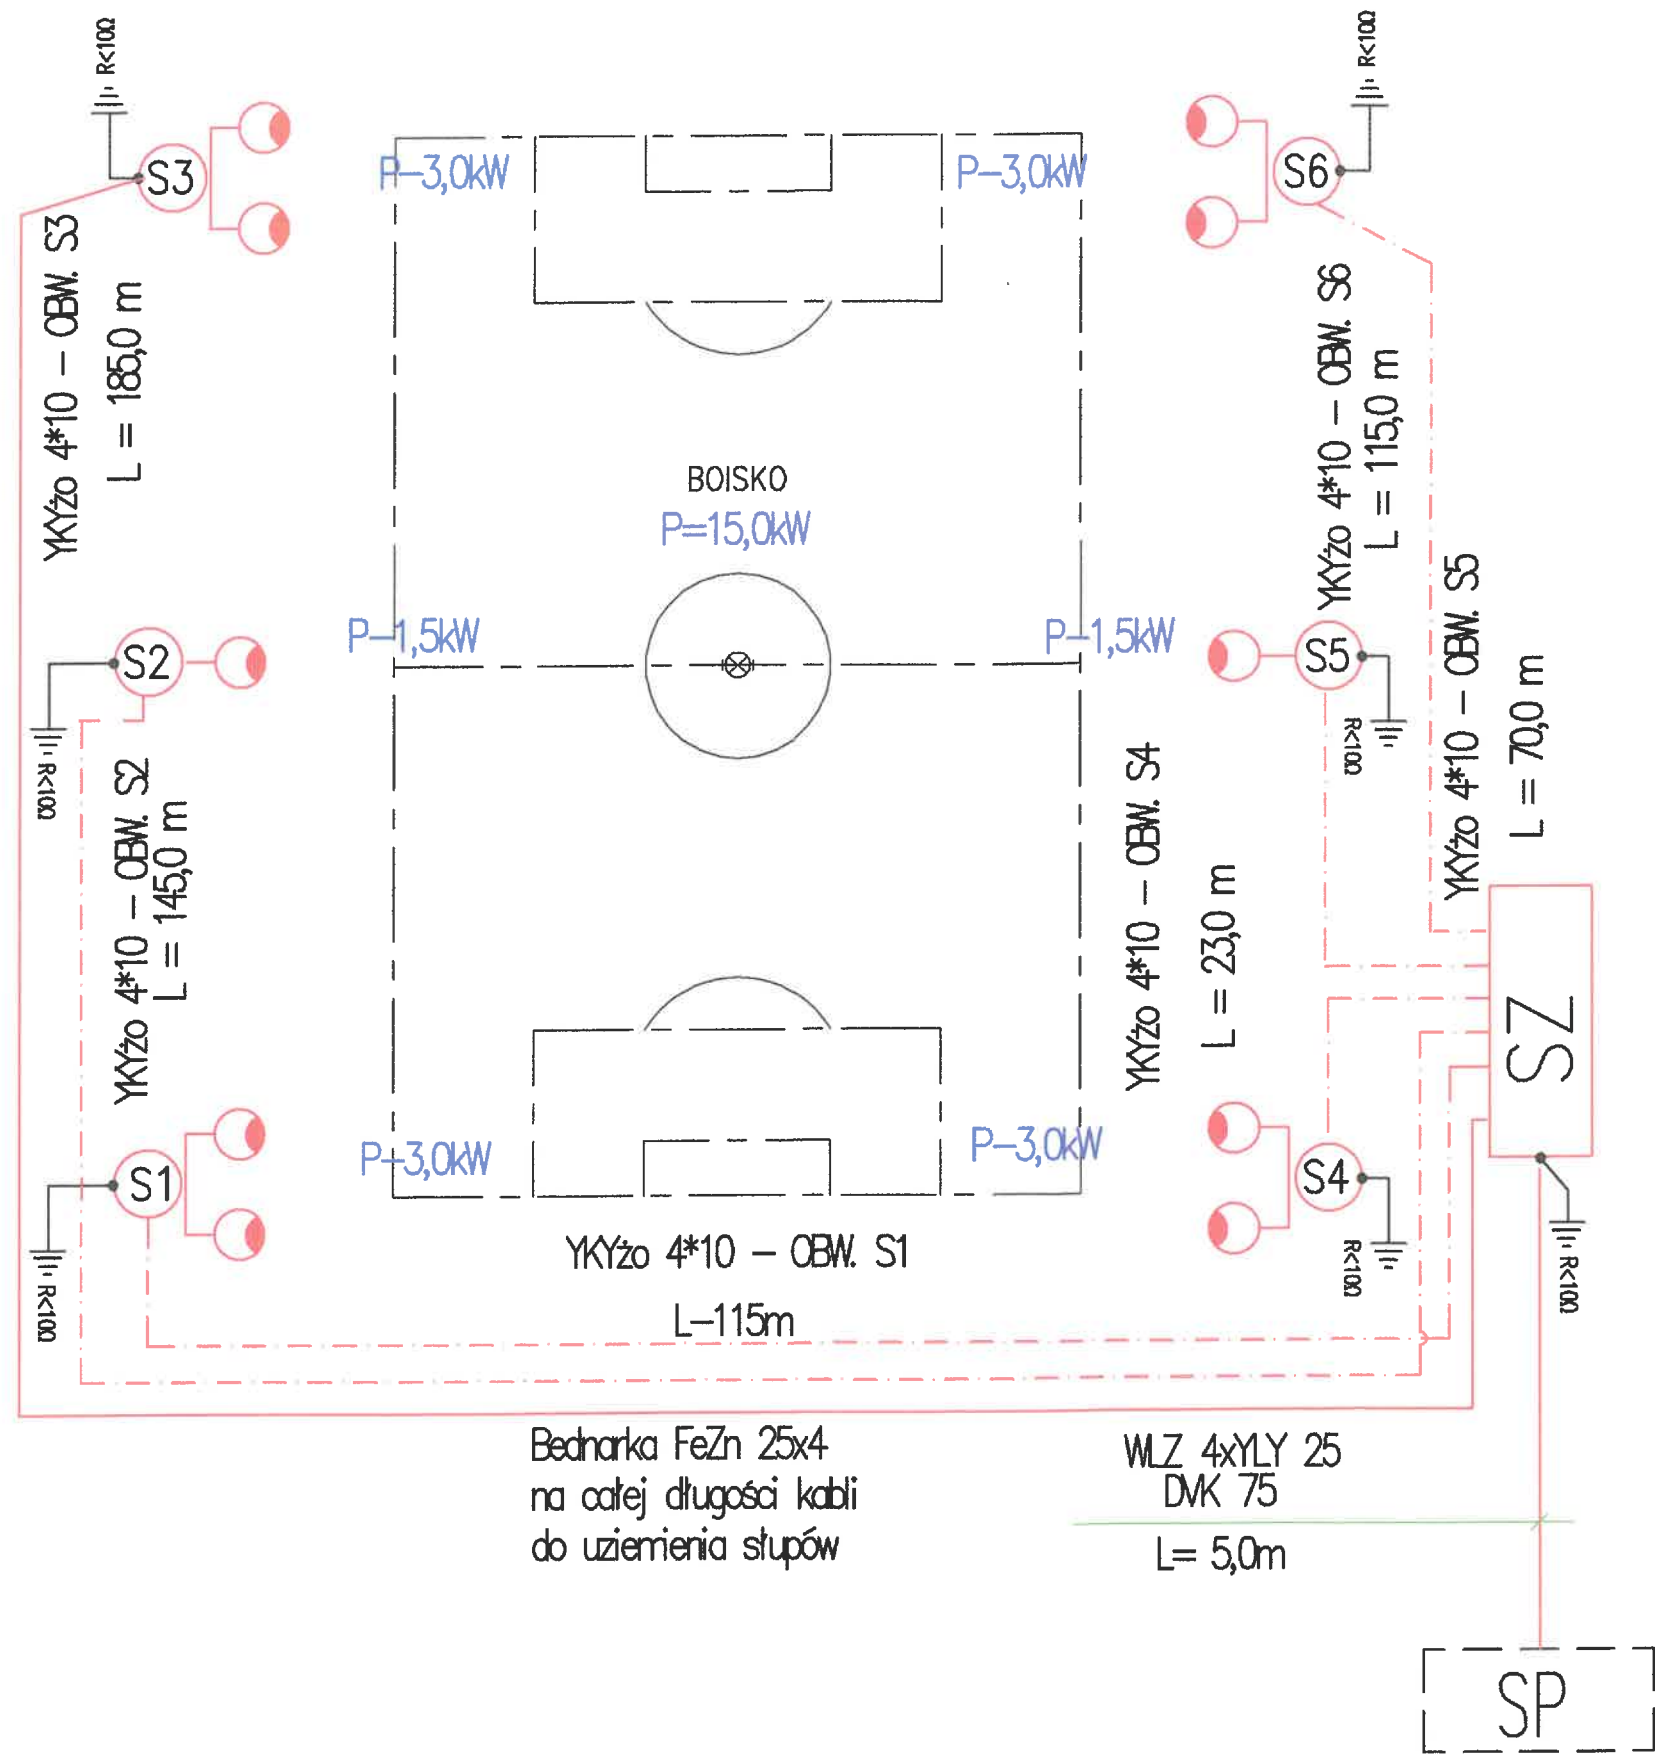 R<10Ω
R<10Ω
S3
S6
P-3,0kW
P-3,0kW
YKYżo 4*10 - OBW. S3
L = 185,0 m
YKYżo 4*10 - OBW. S6
L = 115,0 m
BOISKO
P=15,0kW
P-1,5kW
P-1,5kW
S2
S5
R<10Ω
R<10Ω
YKYżo 4*10 - OBW. S5
L = 70,0 m
YKYżo 4*10 - OBW. S2
L = 145,0 m
YKYżo 4*10 - OBW. S4
L = 23,0 m
SZ
P-3,0kW
P-3,0kW
S1
S4
R<10Ω
R<10Ω
R<10Ω
YKYżo 4*10 - OBW. S1
L-115m
Bednarka FeZn 25x4
na całej długości kabli
do uziemienia słupów
WLZ 4xYLY 25
DVK 75
L= 5,0m
SP